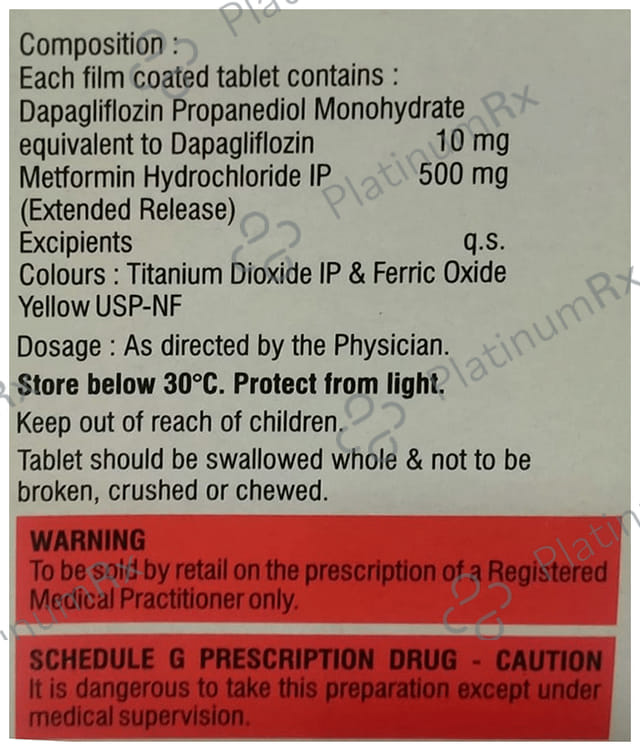 Composition :
Each film coated tablet contains :
Dapagliflozin Propanediol Monohydrate
equivalent to Dapagliflozin 10 mg
Metformin Hydrochloride IP 500 mg
(Extended Release)
Excipients q.s.
Colours : Titanium Dioxide IP & Ferric Oxide
Yellow USP-NF
Dosage : As directed by the Physician.
Store below 30°C. Protect from light.
Keep out of reach of children.
Tablet should be swallowed whole & not to be
broken, crushed or chewed.
WARNING
To be sold by retail on the prescription of a Registered
Medical Practitioner only.
SCHEDULE G PRESCRIPTION DRUG - CAUTION
It is dangerous to take this preparation except under
medical supervision.
PlatinumRx
PlatinumRx